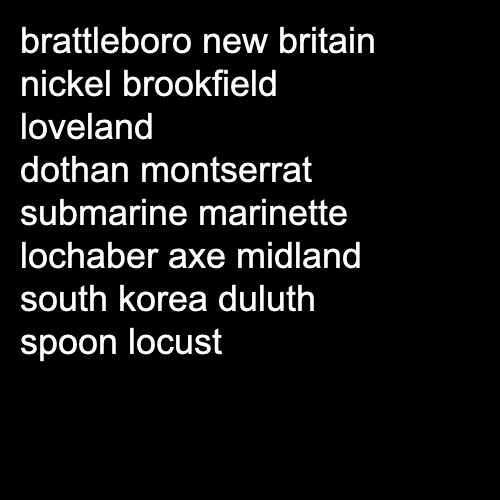 brattleboro new britain
nickel brookfield
loveland
dothan montserrat
submarine marinette
lochaber axe midland
south korea duluth
spoon locust